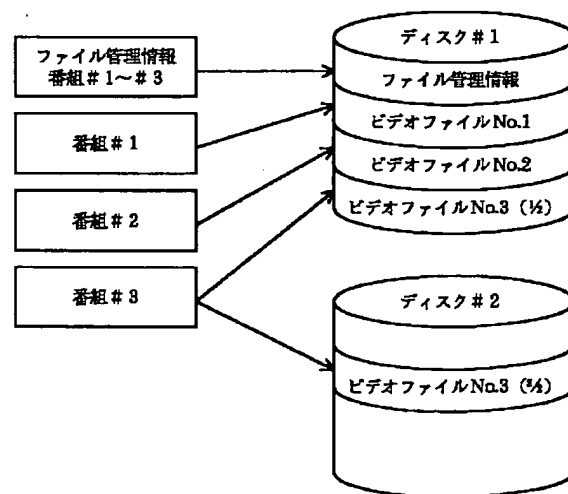 ファイル管理情報
番組＃1～＃3
番組＃1
番組＃2
番組＃3
ディスク＃1
ファイル管理情報
ビデオファイルNo.1
ビデオファイルNo.2
ビデオファイルNo.3（½）
ディスク＃2
ビデオファイルNo.3